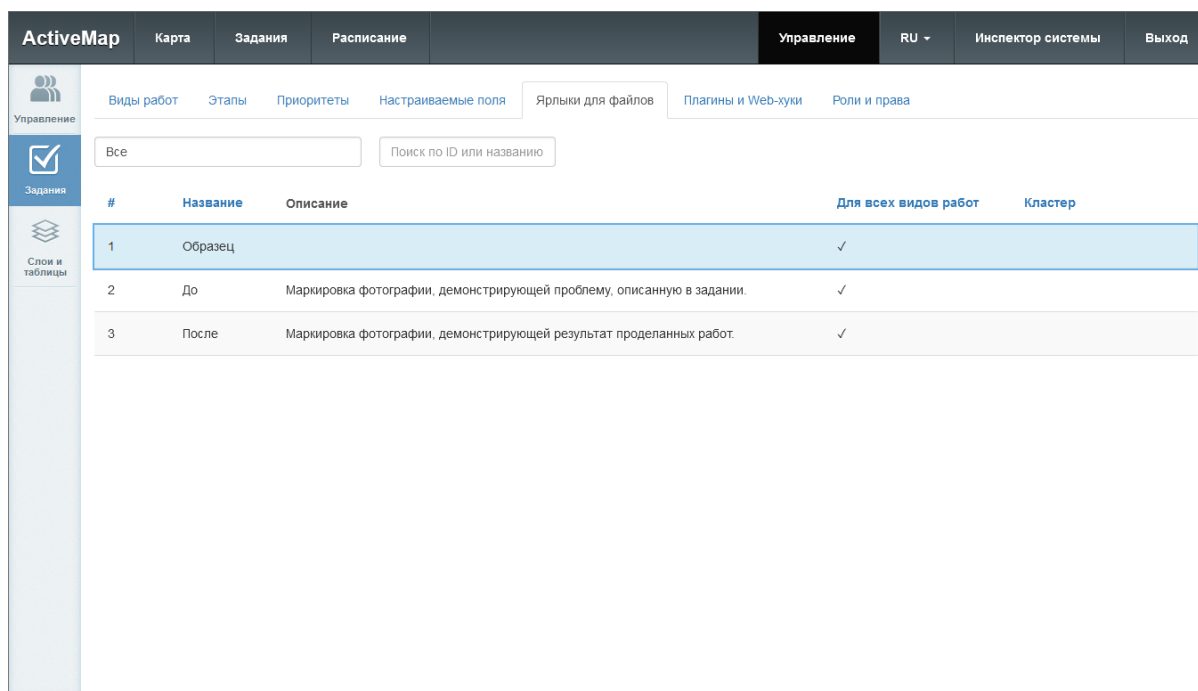 ActiveMap Карта Задания Расписание Управление RU Инспектор системы Выход
Управление
Задания
Слои и
таблицы
Виды работ Этапы Приоритеты Настраиваемые поля Ярлыки для файлов Плагины и Web-хуки Роли и права
Все Поиск по ID или названию
# Название Описание Для всех видов работ Кластер
1 Образец ✓
2 До Маркировка фотографии, демонстрирующей проблему, описанную в задании. ✓
3 После Маркировка фотографии, демонстрирующей результат проделанных работ. ✓